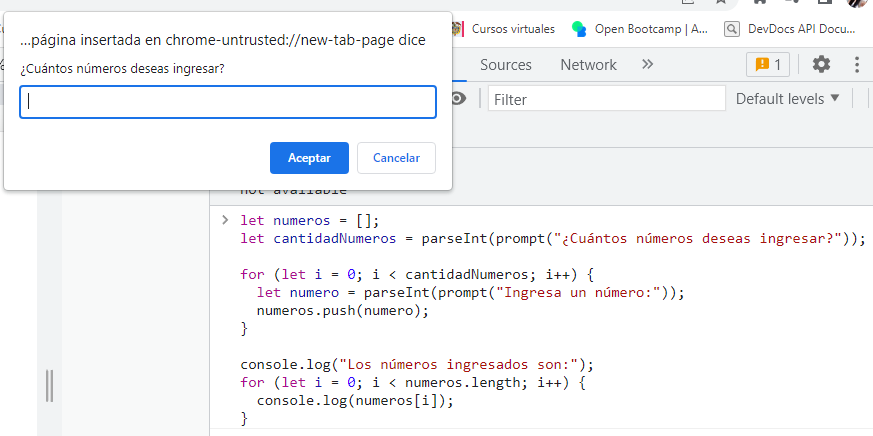 ...página insertada en chrome-untrusted://new-tab-page dice
¿Cuántos números deseas ingresar?
Aceptar
Cancelar
Cursos virtuales
Open Bootcamp | A...
DevDocs API Docu...
Sources
Network
1
Filter
Default levels
not available
let numeros = [];
let cantidadNumeros = parseInt(prompt("¿Cuántos números deseas ingresar?"));
for (let i = 0; i < cantidadNumeros; i++) {
  let numero = parseInt(prompt("Ingresa un número:"));
  numeros.push(numero);
}
console.log("Los números ingresados son:");
for (let i = 0; i < numeros.length; i++) {
  console.log(numeros[i]);
}